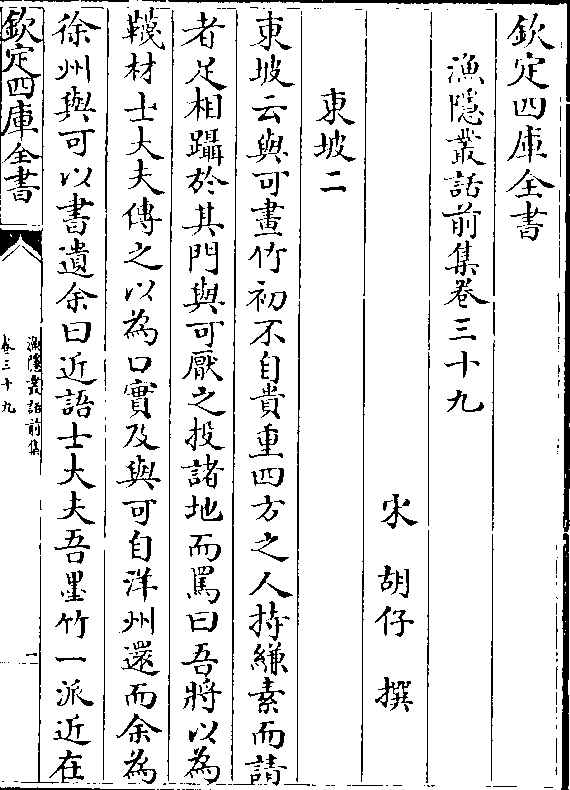 欽定四庫全書
漁隱叢話前集卷三十九
宋 胡仔 撰
東坡二
東坡云與可畫竹初不自貴重四方之人持縑素而請
者足相躡於其門與可厭之投諸地而罵曰吾將以為
韤材士大夫傳之以為口實及與可自洋州還而余為
徐州與可以書遺余曰近語士大夫吾墨竹一派近在
欽定四庫全書
漁隱叢話前集
卷三十九
一